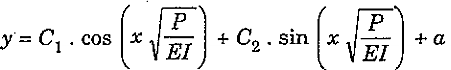 y = C₁ . cos (x √(P/EI)) + C₂ . sin (x √(P/EI)) + a